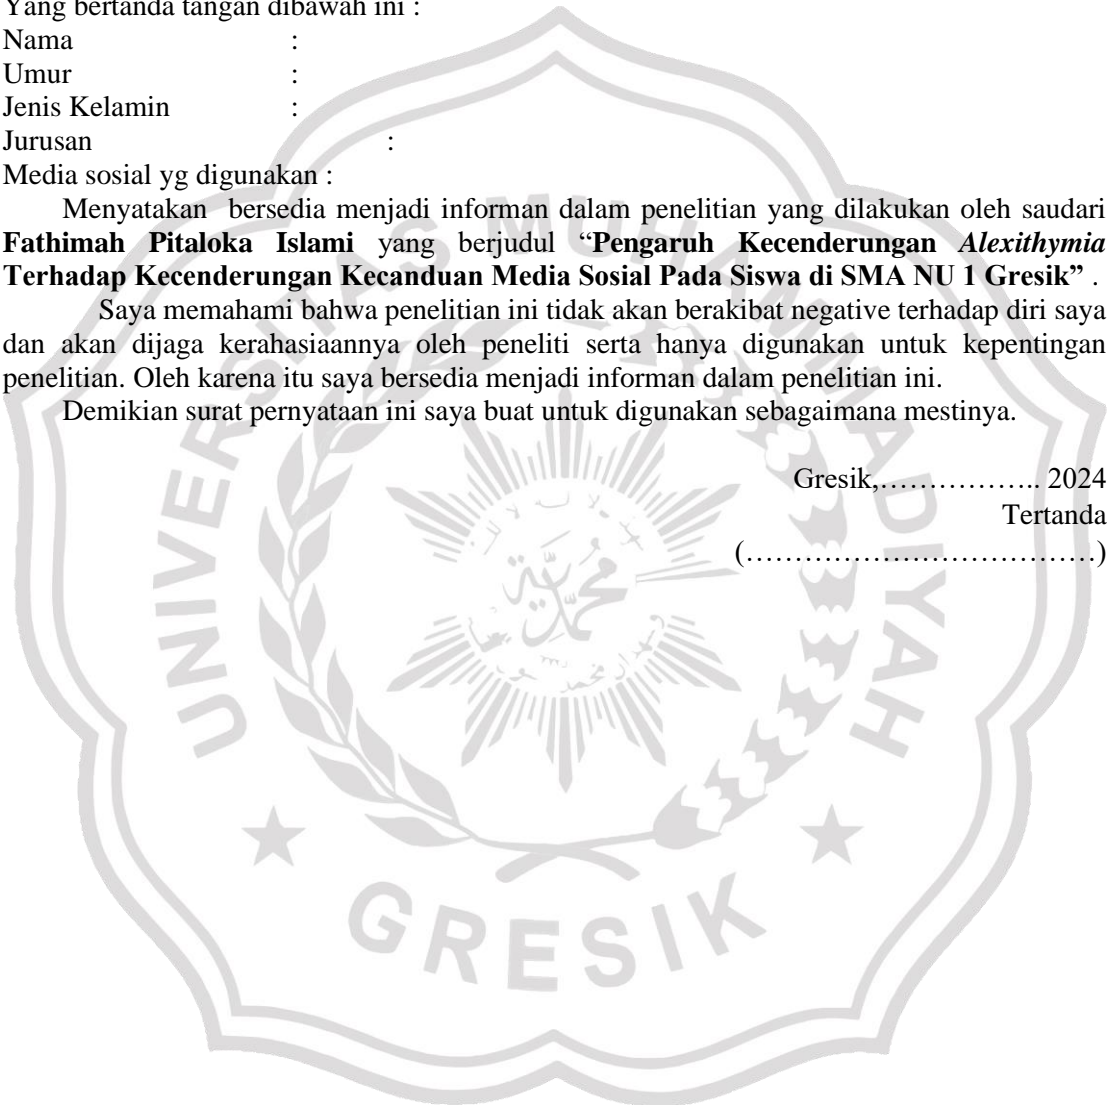 Yang bertanda tangan dibawah ini :
Nama :
Umur :
Jenis Kelamin :
Jurusan :
Media sosial yg digunakan :
Menyatakan bersedia menjadi informan dalam penelitian yang dilakukan oleh saudari
Fathimah Pitaloka Islami yang berjudul “Pengaruh Kecenderungan Alexithymia
Terhadap Kecenderungan Kecanduan Media Sosial Pada Siswa di SMA NU 1 Gresik” .
Saya memahami bahwa penelitian ini tidak akan berakibat negative terhadap diri saya
dan akan dijaga kerahasiaannya oleh peneliti serta hanya digunakan untuk kepentingan
penelitian. Oleh karena itu saya bersedia menjadi informan dalam penelitian ini.
Demikian surat pernyataan ini saya buat untuk digunakan sebagaimana mestinya.
Gresik,…………….. 2024
Tertanda
(………………………………)
UNIVERSITAS MUHAMMADIYAH
GRESIK